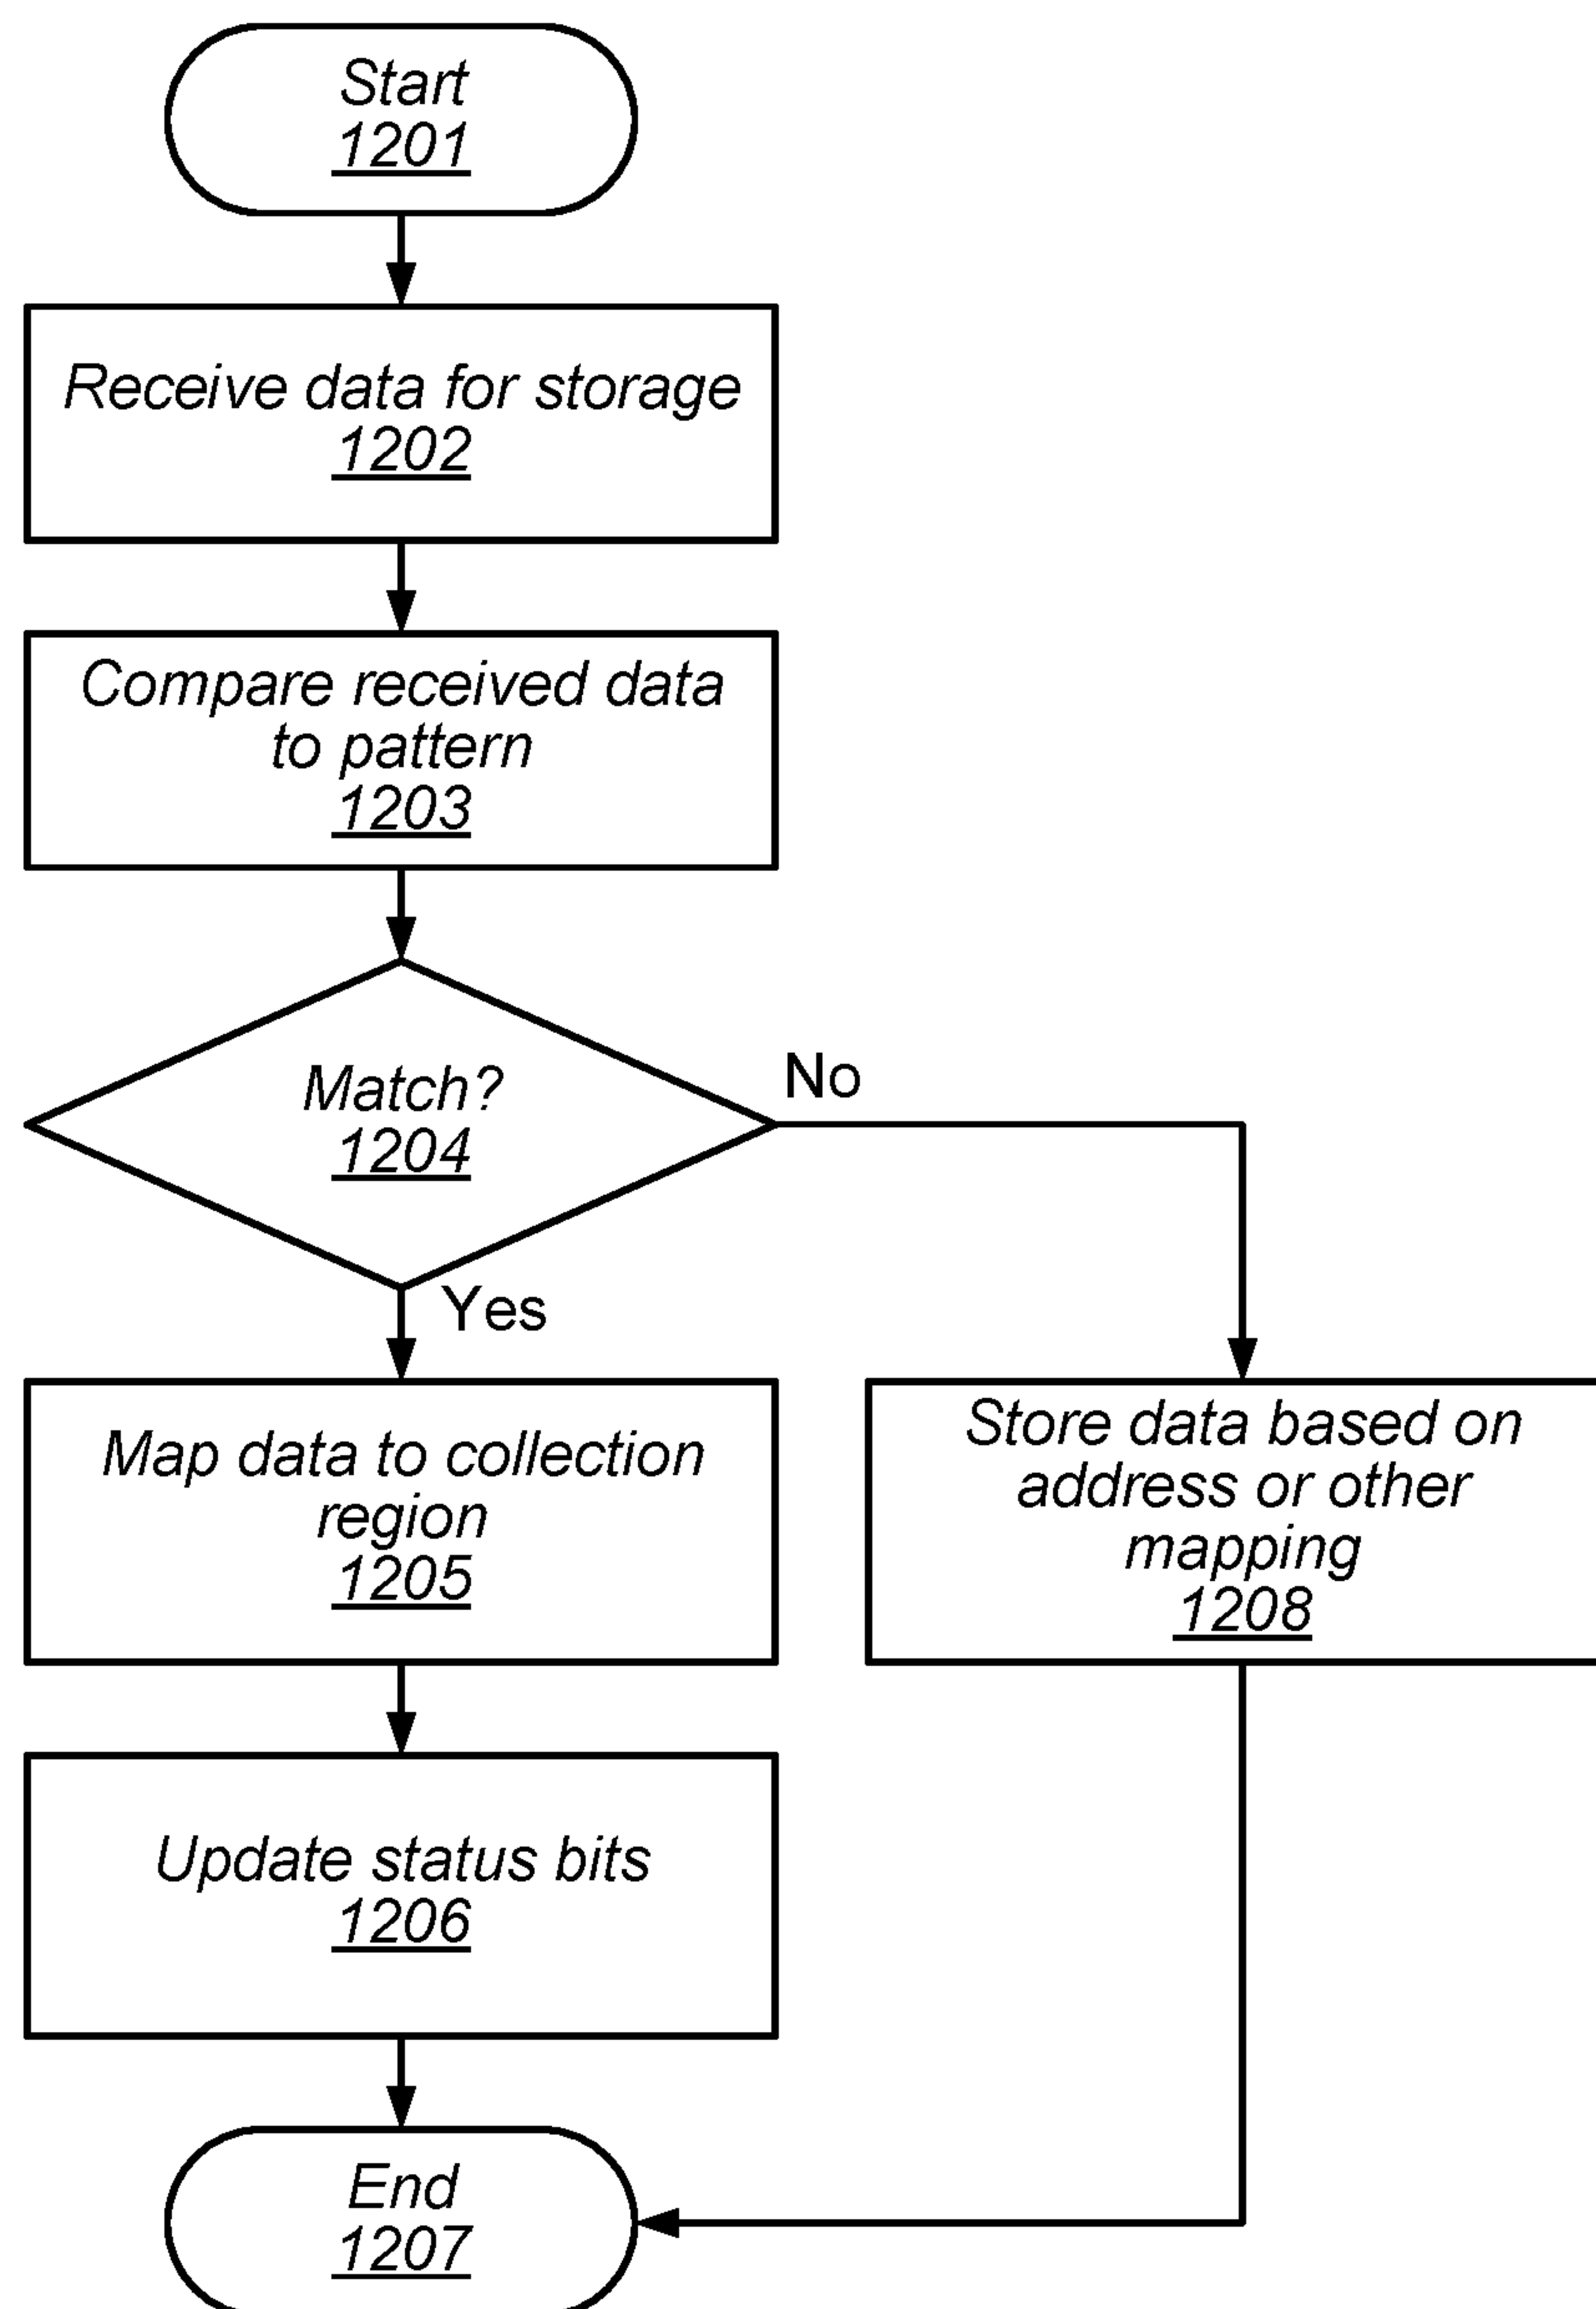 Start
1201
Receive data for storage
1202
Compare received data
to pattern
1203
Match?
1204
No
Yes
Map data to collection
region
1205
Store data based on
address or other
mapping
1208
Update status bits
1206
End
1207